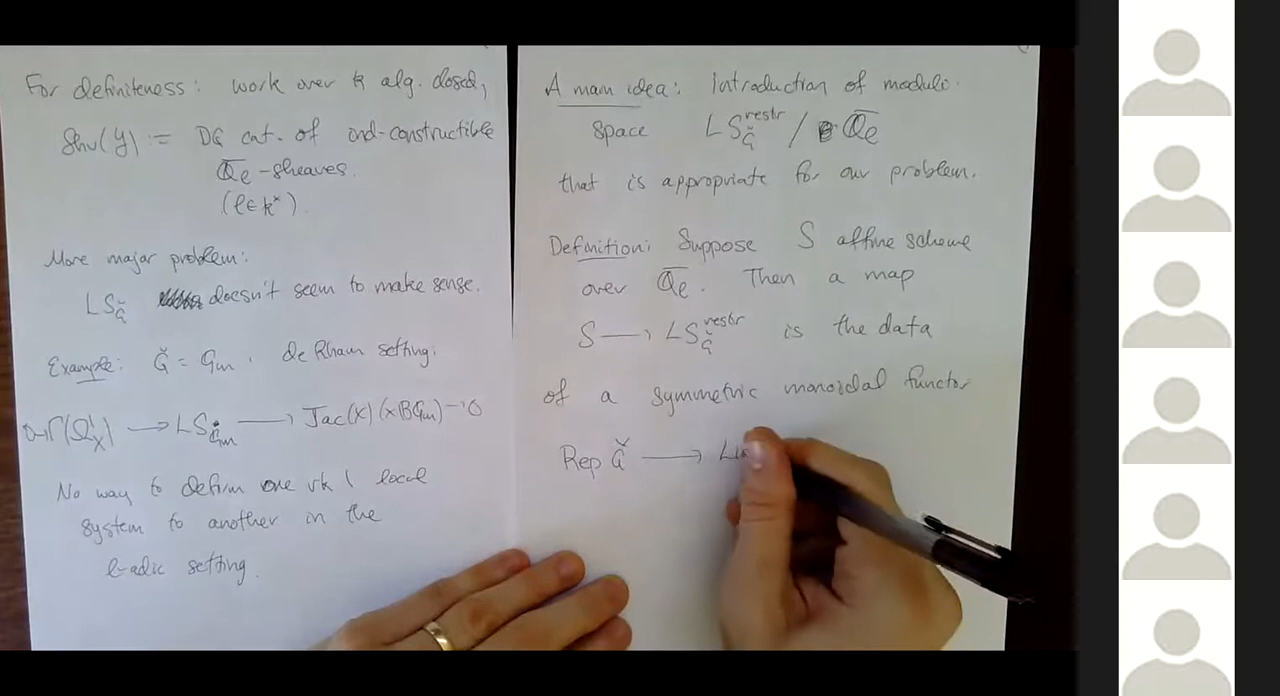 For definiteness: work over k alg. closed,
Shv(Y) := DG cat. of ind-constructible
Q̅ℓ-sheaves.
(ℓ∈k^×).
More major problem:
LS_Ǧ doesn't seem to make sense.
Example: Ǧ = G_m. de Rham setting:
0→Γ(Ω¹_X) → LS_{G_m} → Jac(X) (×BG_m) → 0
No way to deform one rk 1 local
system to another in the
ℓ-adic setting.
A main idea: introduction of moduli
space LS_Ǧ^restr / Q̅ℓ
that is appropriate for our problem.
Definition: Suppose S affine scheme
over Q̅ℓ. Then a map
S → LS_Ǧ^restr is the data
of a symmetric monoidal functor
Rep Ǧ →